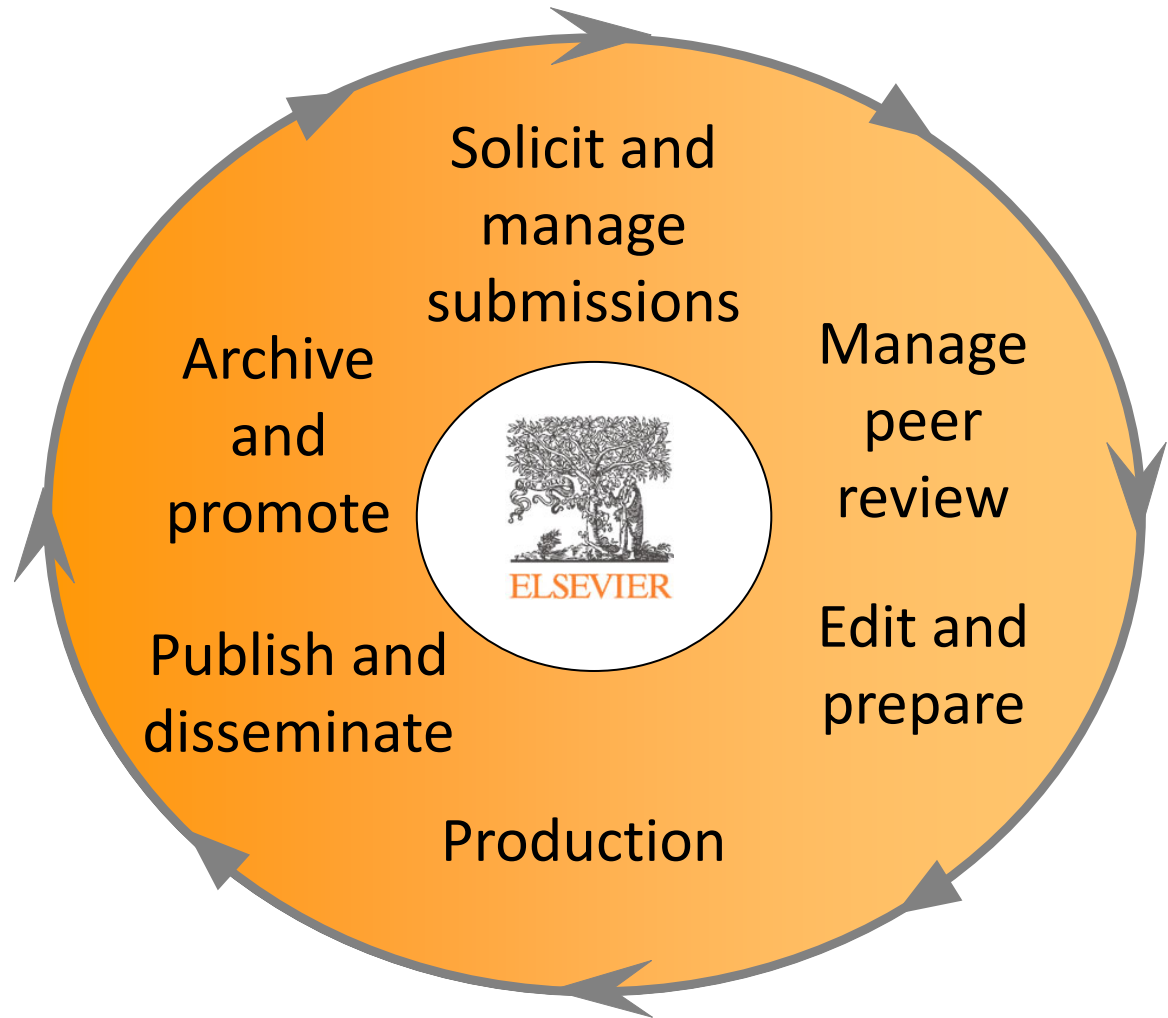 Solicit and
manage
submissions
Manage
peer
review
Edit and
prepare
Production
Publish and
disseminate
Archive
and
promote
ELSEVIER